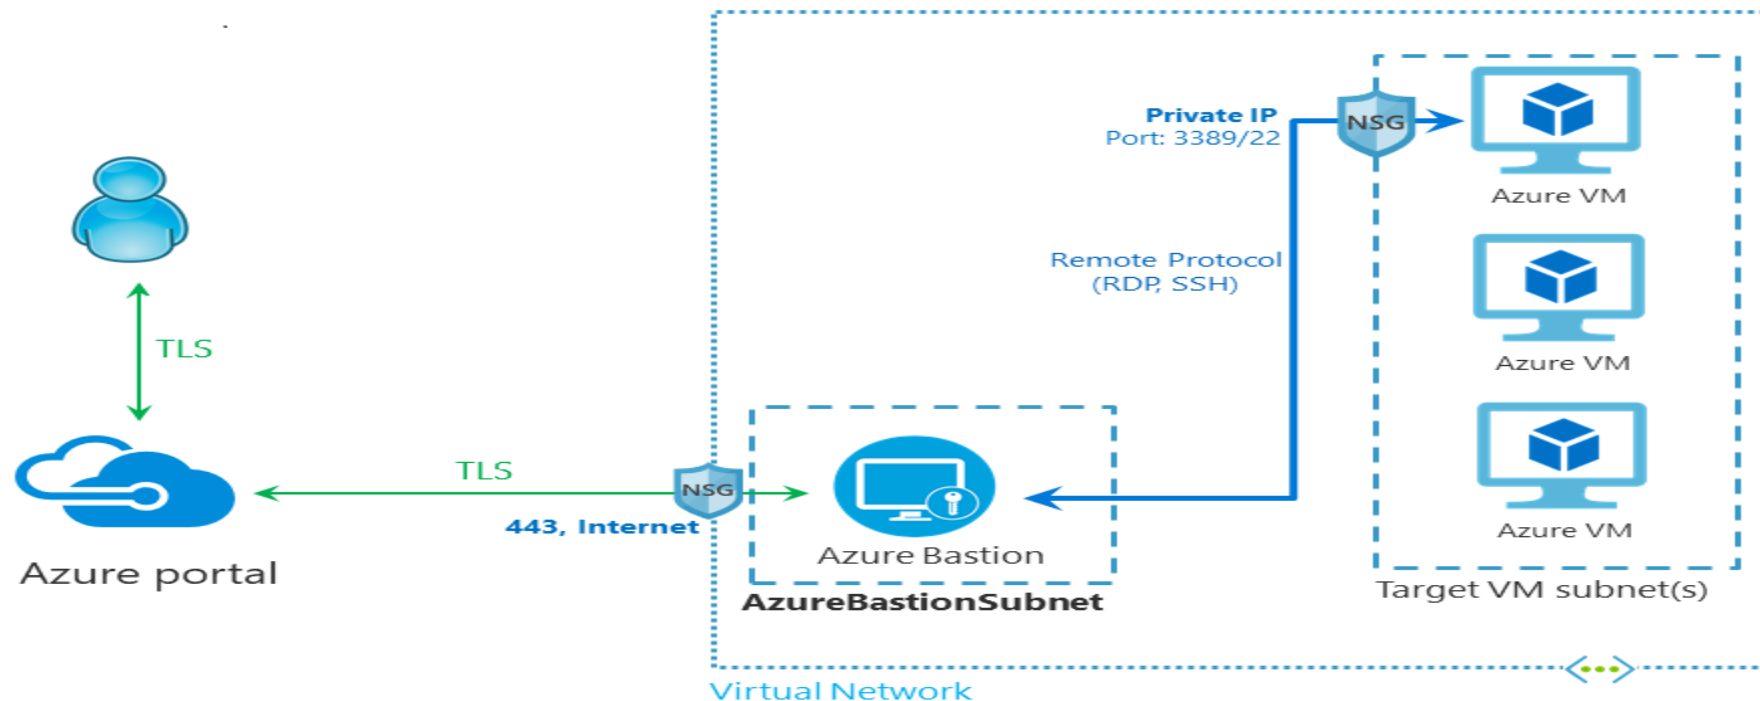 Private IP
Port: 3389/22
NSG
Azure VM
Remote Protocol
(RDP, SSH)
TLS
Azure VM
TLS
NSG
443, Internet
Azure VM
Azure Bastion
Azure portal
AzureBastionSubnet
Target VM subnet(s)
Virtual Network